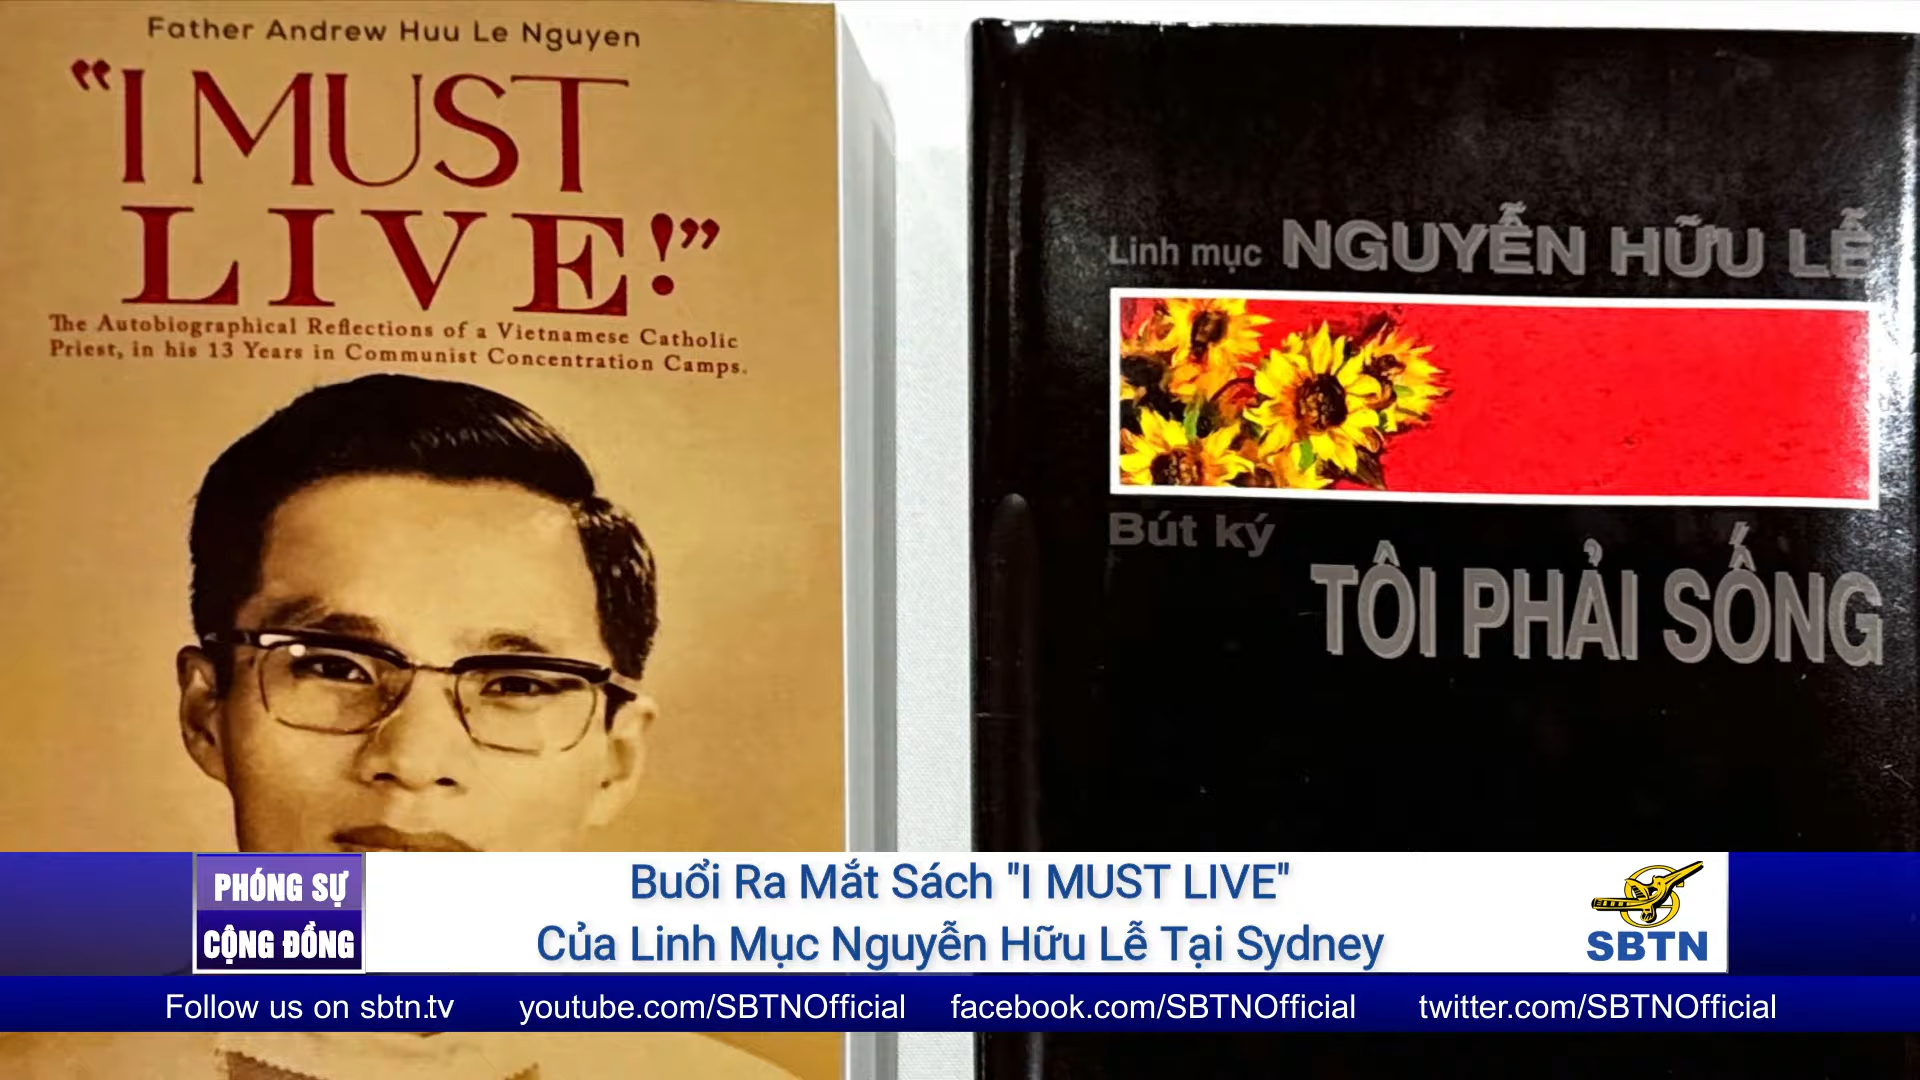 Father Andrew Huu Le Nguyen
“I MUST
LIVE!”
The Autobiographical Reflections of a Vietnamese Catholic
Priest, in his 13 Years in Communist Concentration Camps.
Linh mục NGUYỄN HỮU LỄ
Bút ký
TÔI PHẢI SỐNG
PHÓNG SỰ
CỘNG ĐỒNG
Buổi Ra Mắt Sách "I MUST LIVE"
Của Linh Mục Nguyễn Hữu Lễ Tại Sydney
SBTN
Follow us on sbtn.tv youtube.com/SBTNOfficial facebook.com/SBTNOfficial twitter.com/SBTNOfficial